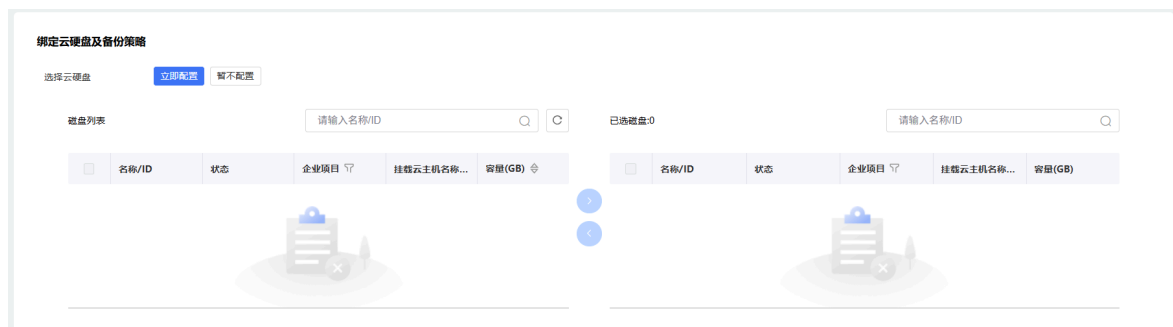 绑定云硬盘及备份策略
选择云硬盘 立即配置 暂不配置
磁盘列表 请输入名称/ID 已选磁盘:0 请输入名称/ID
名称/ID 状态 企业项目 挂载云主机名称... 容量(GB) 名称/ID 状态 企业项目 挂载云主机名称... 容量(GB)